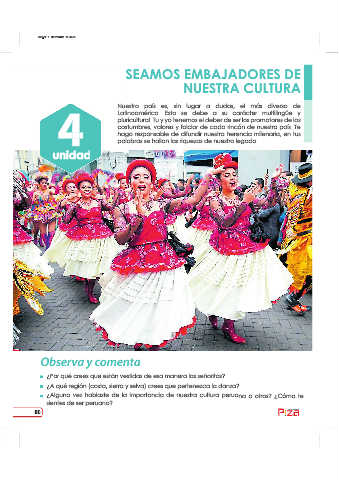 SEAMOS EMBAJADORES DE
NUESTRA CULTURA
4
unidad
Nuestro país es, sin lugar a dudas, el más diverso de
Latinoamérica. Esto se debe a su carácter multilingüe y
pluricultural. Tú y yo tenemos el deber de ser los promotores de las
costumbres, valores y folclor de cada rincón de nuestro país. Te
hago responsable de difundir nuestra herencia milenaria, en tus
palabras se hallan las riquezas de nuestro legado.
Observa y comenta
¿Por qué crees que están vestidas de esa manera las señoritas?
¿A qué región (costa, sierra y selva) crees que pertenezca la danza?
¿Alguna vez hablaste de la importancia de nuestra cultura peruana a otras? ¿Cómo te
sientes de ser peruano?
80